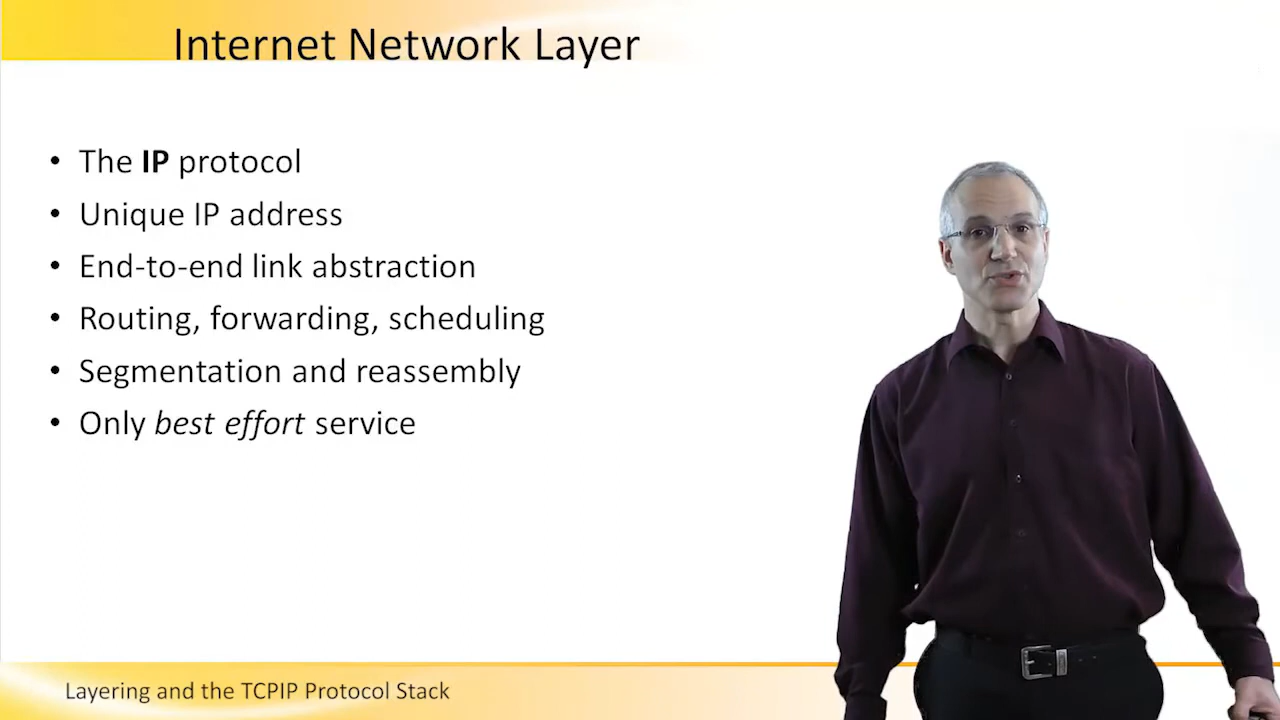 Internet Network Layer
• The IP protocol
• Unique IP address
• End-to-end link abstraction
• Routing, forwarding, scheduling
• Segmentation and reassembly
• Only best effort service
Layering and the TCPIP Protocol Stack